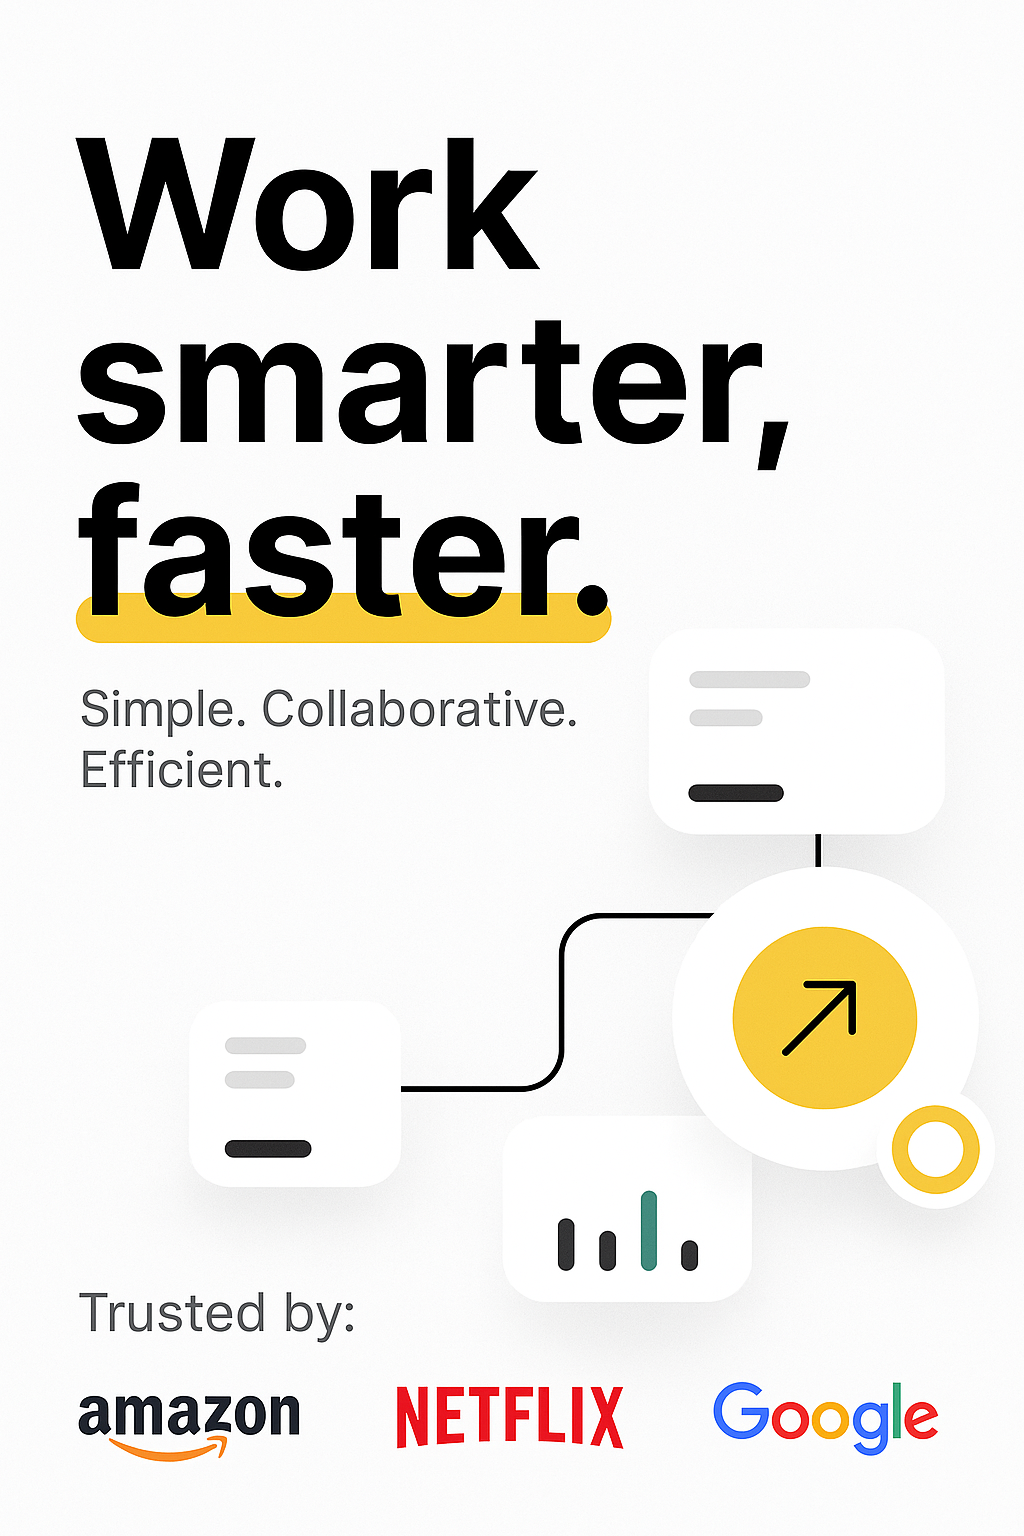 Work
smarter,
faster.
Simple. Collaborative.
Efficient.
Trusted by:
amazon NETFLIX Google